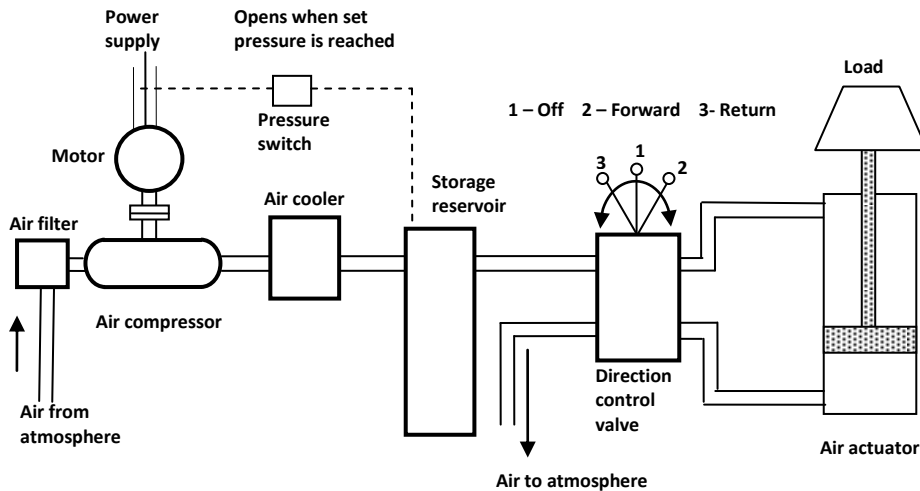 Power
supply
Opens when set
pressure is reached
Load
1 – Off 2 – Forward 3- Return
Pressure
switch
Motor
1
3
2
Storage
reservoir
Air cooler
Air filter
Air compressor
Direction
control
valve
Air from
atmosphere
Air actuator
Air to atmosphere